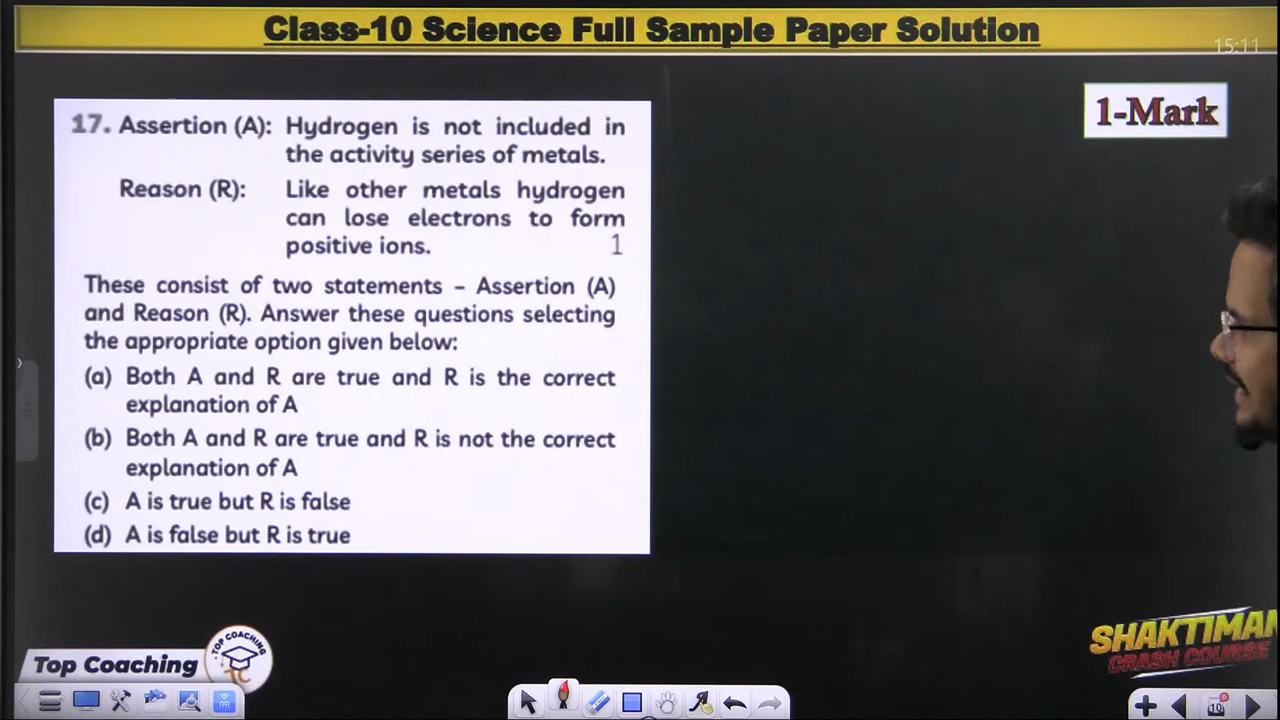 Class-10 Science Full Sample Paper Solution
15:11
1-Mark
17. Assertion (A): Hydrogen is not included in
the activity series of metals.
Reason (R): Like other metals hydrogen
can lose electrons to form
positive ions. 1
These consist of two statements – Assertion (A)
and Reason (R). Answer these questions selecting
the appropriate option given below:
(a) Both A and R are true and R is the correct
explanation of A
(b) Both A and R are true and R is not the correct
explanation of A
(c) A is true but R is false
(d) A is false but R is true
Top Coaching
TOP COACHING
TC
SHAKTIMAN
CRASH COURSE
10